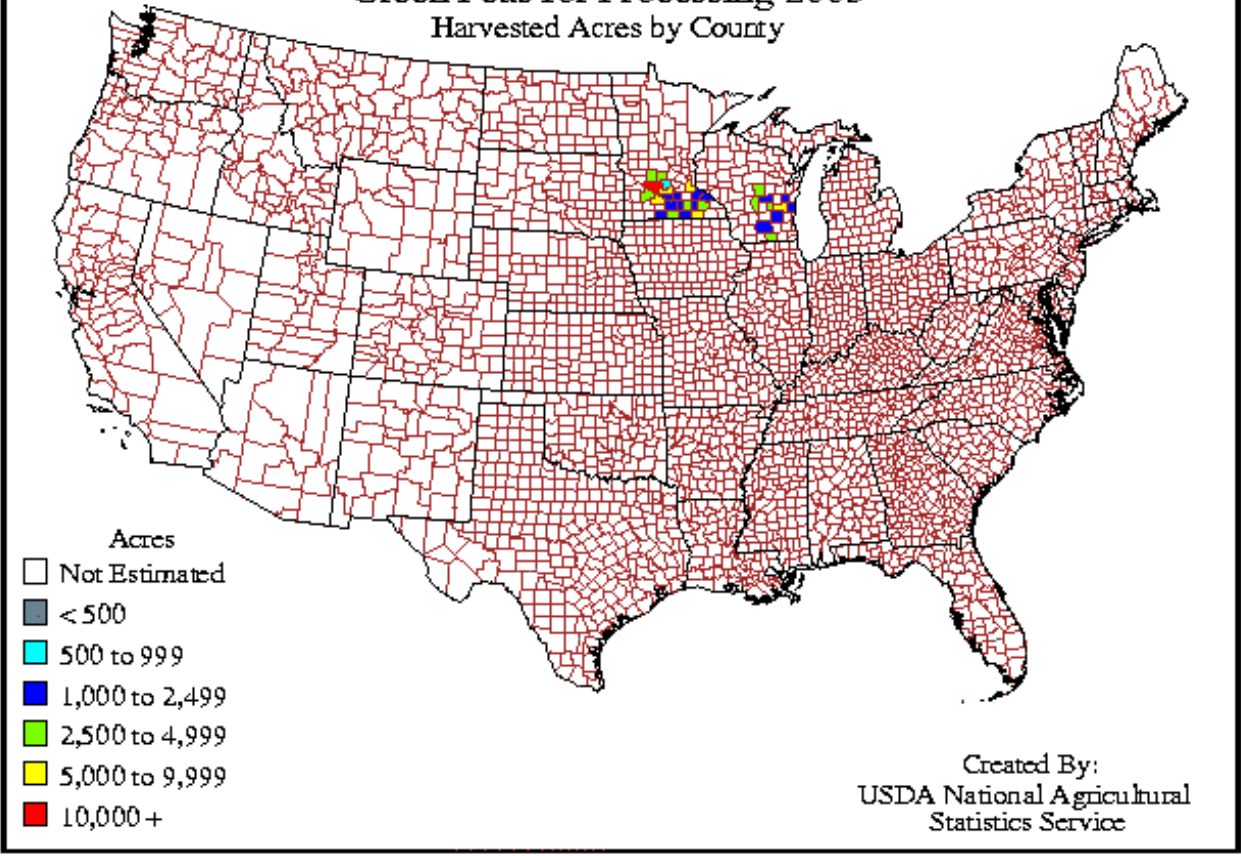 Harvested Acres by County
Acres
Not Estimated
< 500
500 to 999
1,000 to 2,499
2,500 to 4,999
5,000 to 9,999
10,000 +
Created By:
USDA National Agricultural
Statistics Service